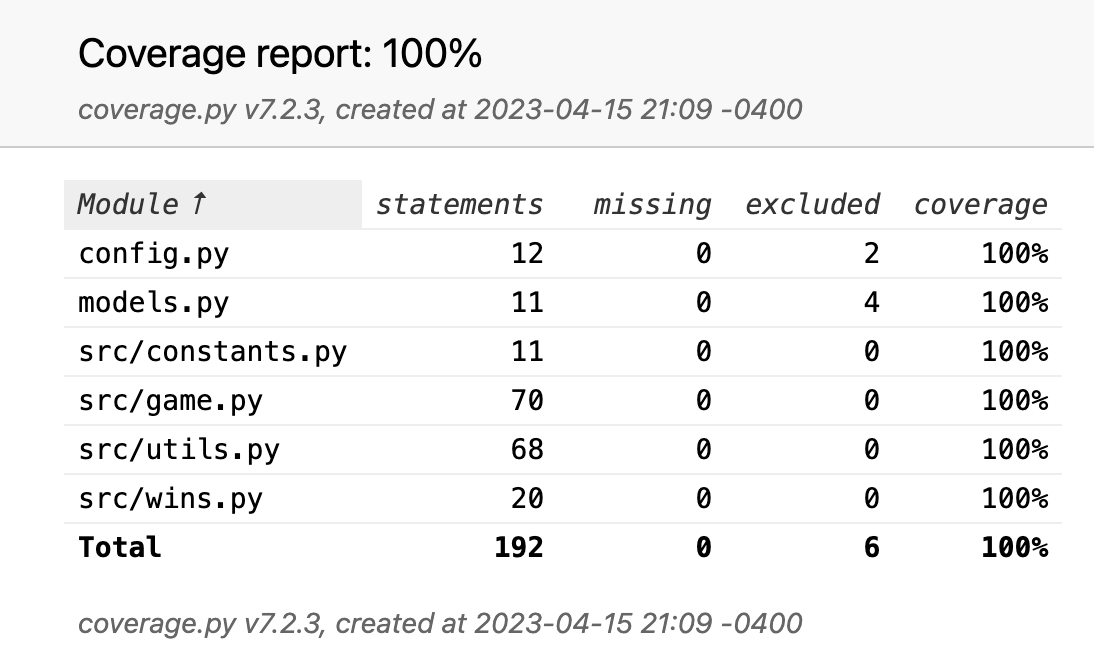 Coverage report: 100%
coverage.py v7.2.3, created at 2023-04-15 21:09 -0400
Module ↑ statements missing excluded coverage
config.py 12 0 2 100%
models.py 11 0 4 100%
src/constants.py 11 0 0 100%
src/game.py 70 0 0 100%
src/utils.py 68 0 0 100%
src/wins.py 20 0 0 100%
Total 192 0 6 100%
coverage.py v7.2.3, created at 2023-04-15 21:09 -0400